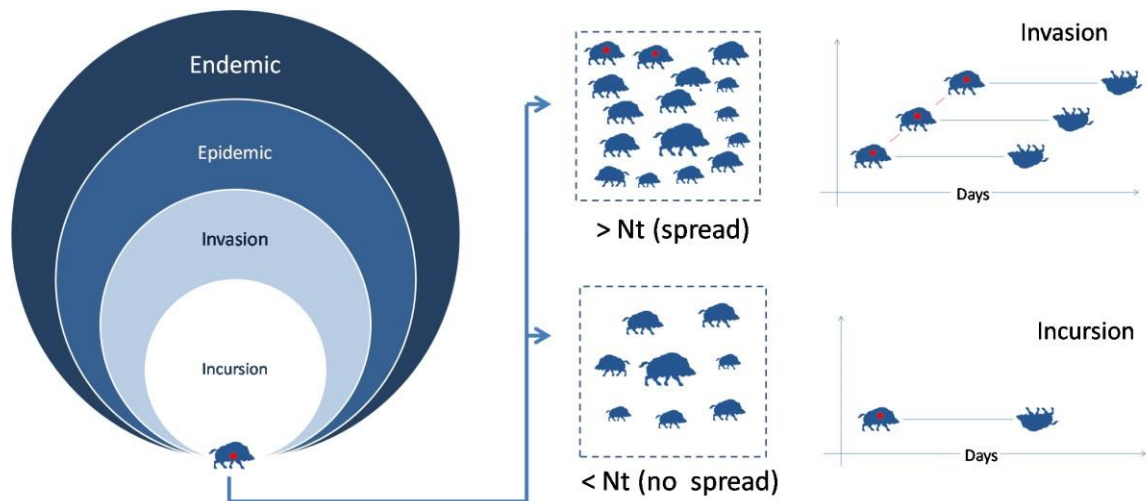 Endemic
Epidemic
Invasion
Incursion
> Nt (spread)
Invasion
Days
< Nt (no spread)
Incursion
Days